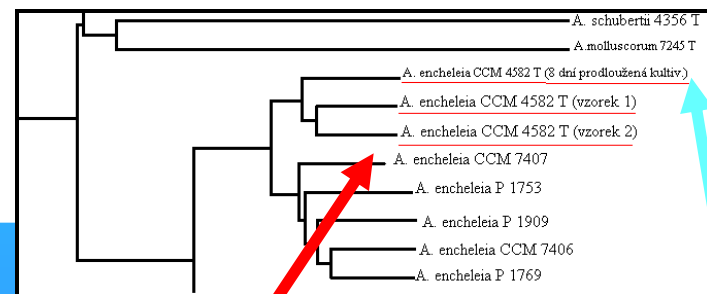 A. schubertii 4356 T
A.molluscorum 7245 T
A. encheleia CCM 4582 T (8 dní prodloužená kultiv.)
A. encheleia CCM 4582 T (vzorek 1)
A. encheleia CCM 4582 T (vzorek 2)
A. encheleia CCM 7407
A. encheleia P 1753
A. encheleia P 1909
A. encheleia CCM 7406
A. encheleia P 1769